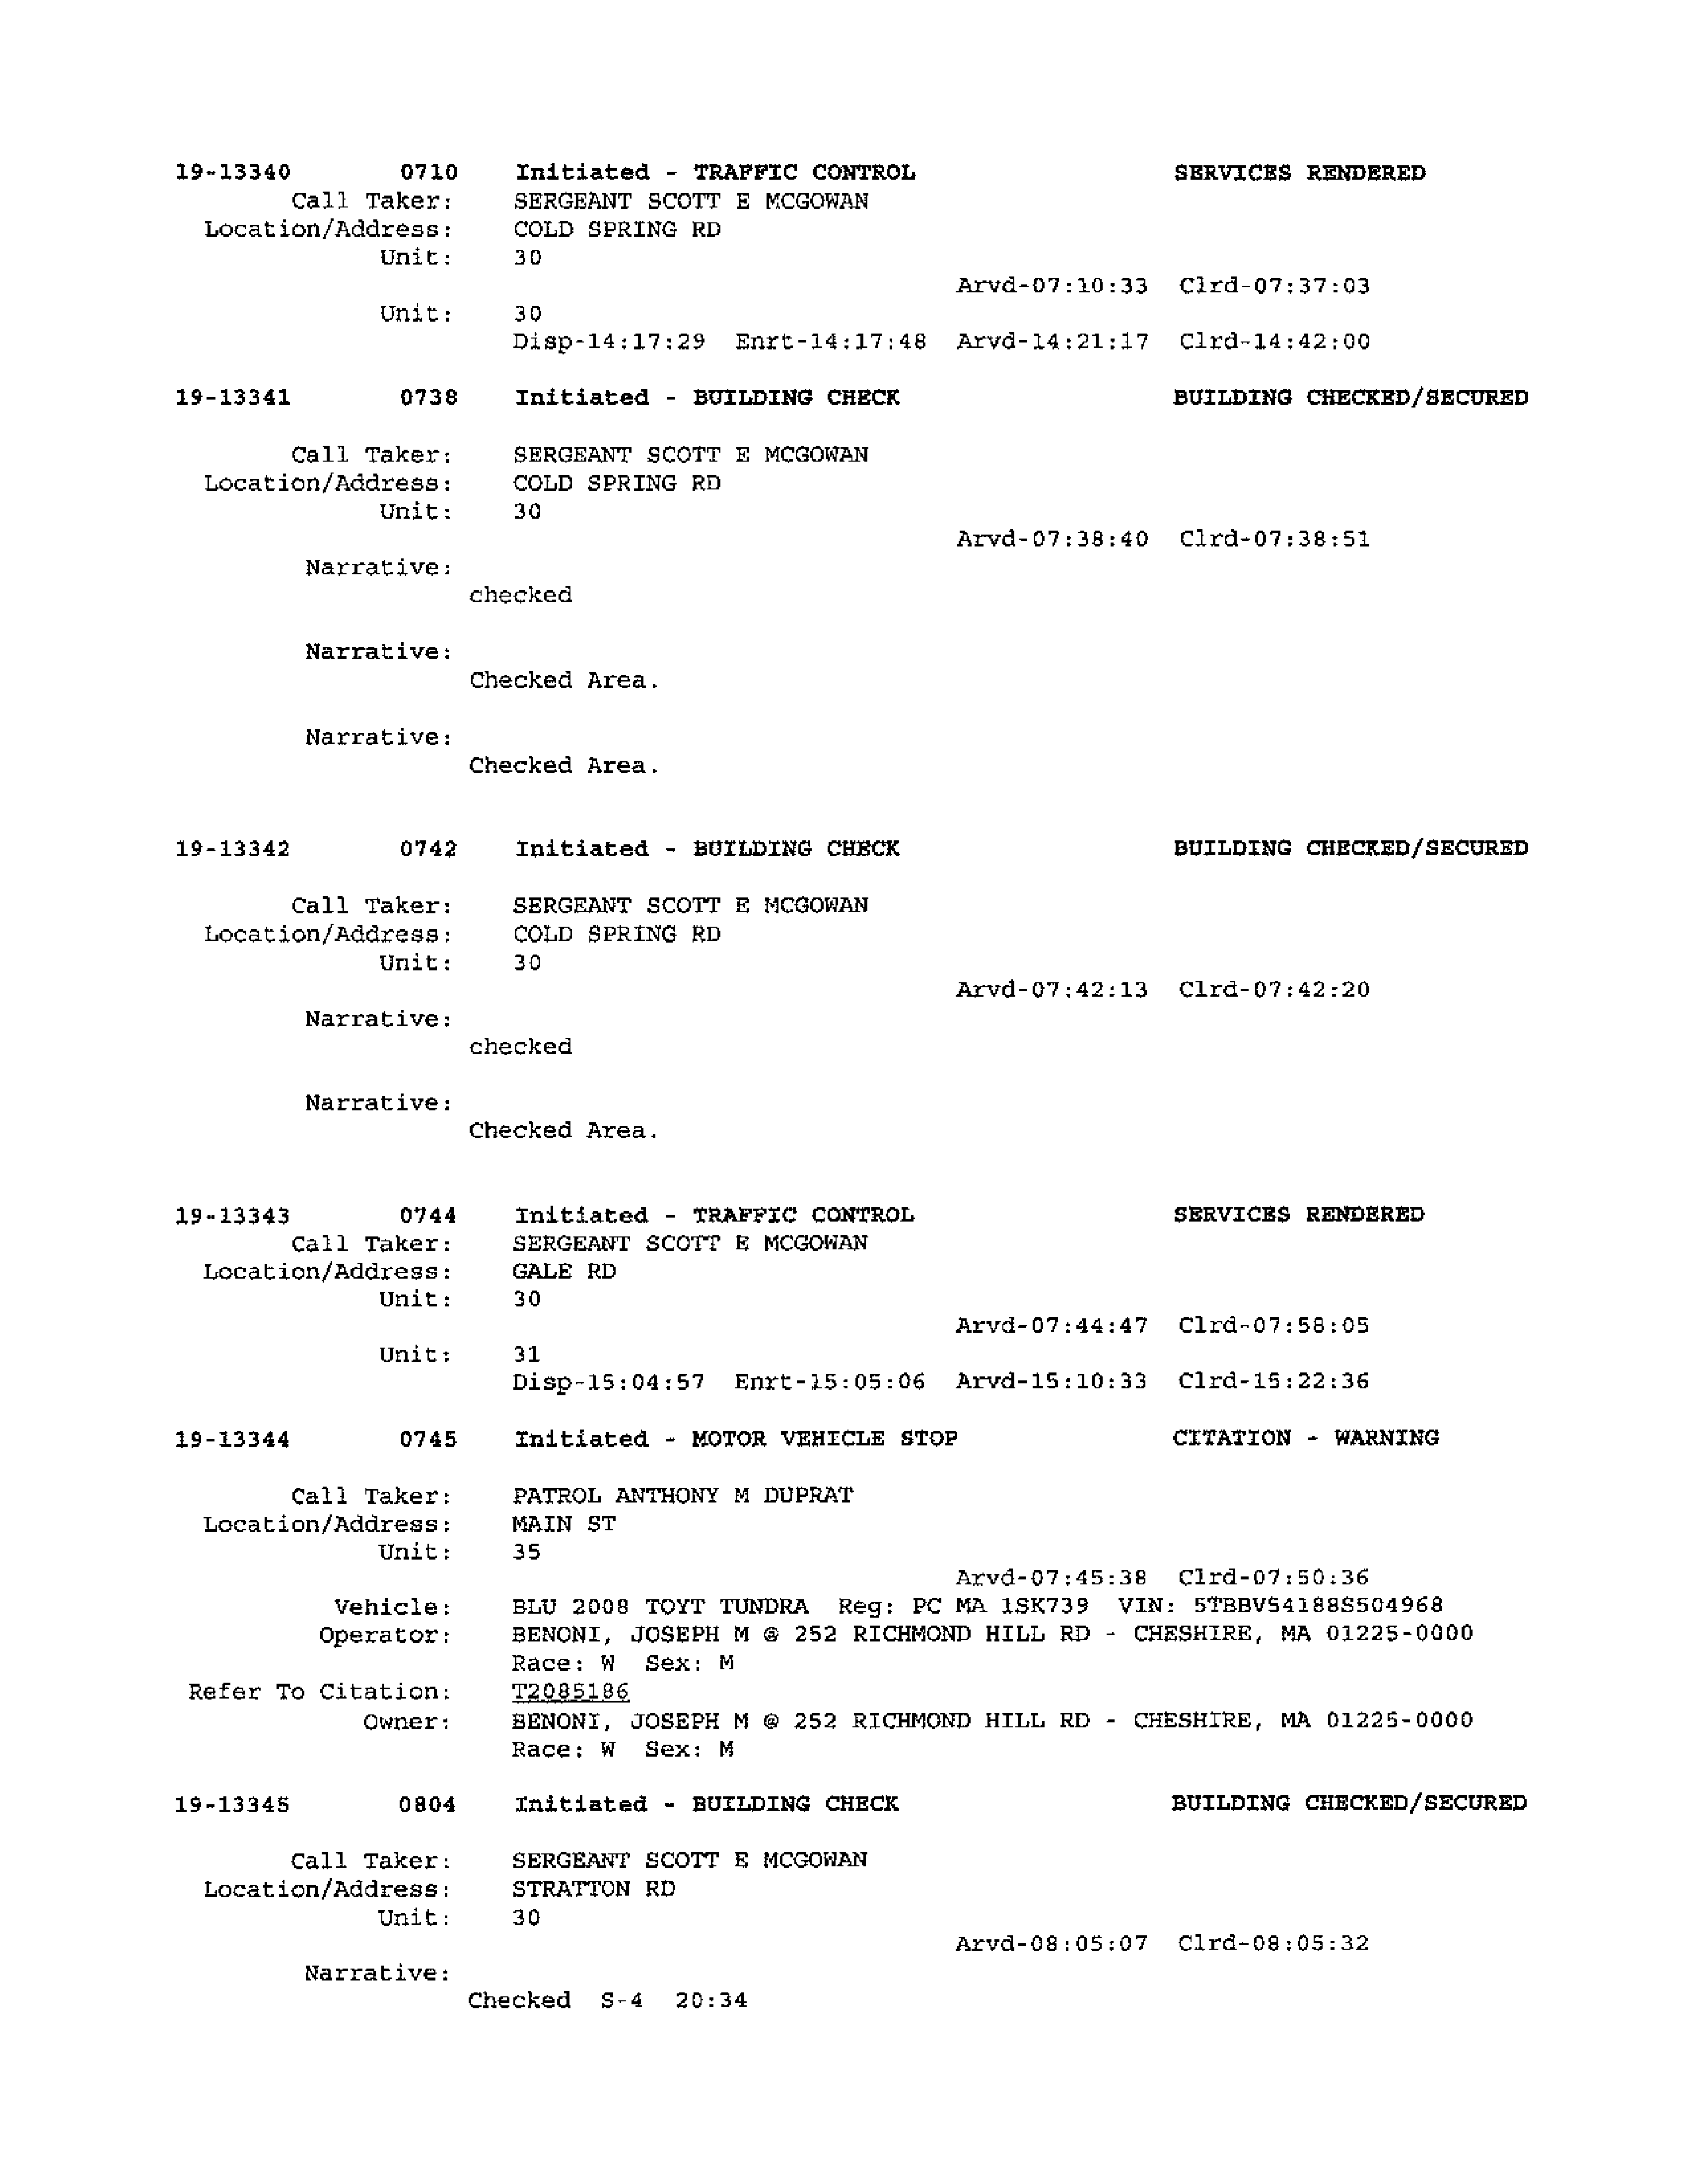 19-13340 0710 Initiated - TRAFFIC CONTROL SERVICES RENDERED
Call Taker: SERGEANT SCOTT E MCGOWAN
Location/Address: COLD SPRING RD
Unit: 30
Arvd-07:10:33 Clrd-07:37:03
Unit: 30
Disp-14:17:29 Enrt-14:17:48 Arvd-14:21:17 Clrd-14:42:00
19-13341 0738 Initiated - BUILDING CHECK BUILDING CHECKED/SECURED
Call Taker: SERGEANT SCOTT E MCGOWAN
Location/Address: COLD SPRING RD
Unit: 30
Arvd-07:38:40 Clrd-07:38:51
Narrative:
checked
Narrative:
Checked Area.
Narrative:
Checked Area.
19-13342 0742 Initiated - BUILDING CHECK BUILDING CHECKED/SECURED
Call Taker: SERGEANT SCOTT E MCGOWAN
Location/Address: COLD SPRING RD
Unit: 30
Arvd-07:42:13 Clrd-07:42:20
Narrative:
checked
Narrative:
Checked Area.
19-13343 0744 Initiated - TRAFFIC CONTROL SERVICES RENDERED
Call Taker: SERGEANT SCOTT E MCGOWAN
Location/Address: GALE RD
Unit: 30
Arvd-07:44:47 Clrd-07:58:05
Unit: 31
Disp-15:04:57 Enrt-15:05:06 Arvd-15:10:33 Clrd-15:22:36
19-13344 0745 Initiated - MOTOR VEHICLE STOP CITATION - WARNING
Call Taker: PATROL ANTHONY M DUPRAT
Location/Address: MAIN ST
Unit: 35
Arvd-07:45:38 Clrd-07:50:36
Vehicle: BLU 2008 TOYT TUNDRA Reg: PC MA 1SK739 VIN: 5TBBV54188S504968
Operator: BENONI, JOSEPH M @ 252 RICHMOND HILL RD - CHESHIRE, MA 01225-0000
Race: W Sex: M
Refer To Citation: T2085186
Owner: BENONI, JOSEPH M @ 252 RICHMOND HILL RD - CHESHIRE, MA 01225-0000
Race: W Sex: M
19-13345 0804 Initiated - BUILDING CHECK BUILDING CHECKED/SECURED
Call Taker: SERGEANT SCOTT E MCGOWAN
Location/Address: STRATTON RD
Unit: 30
Arvd-08:05:07 Clrd-08:05:32
Narrative:
Checked S-4 20:34